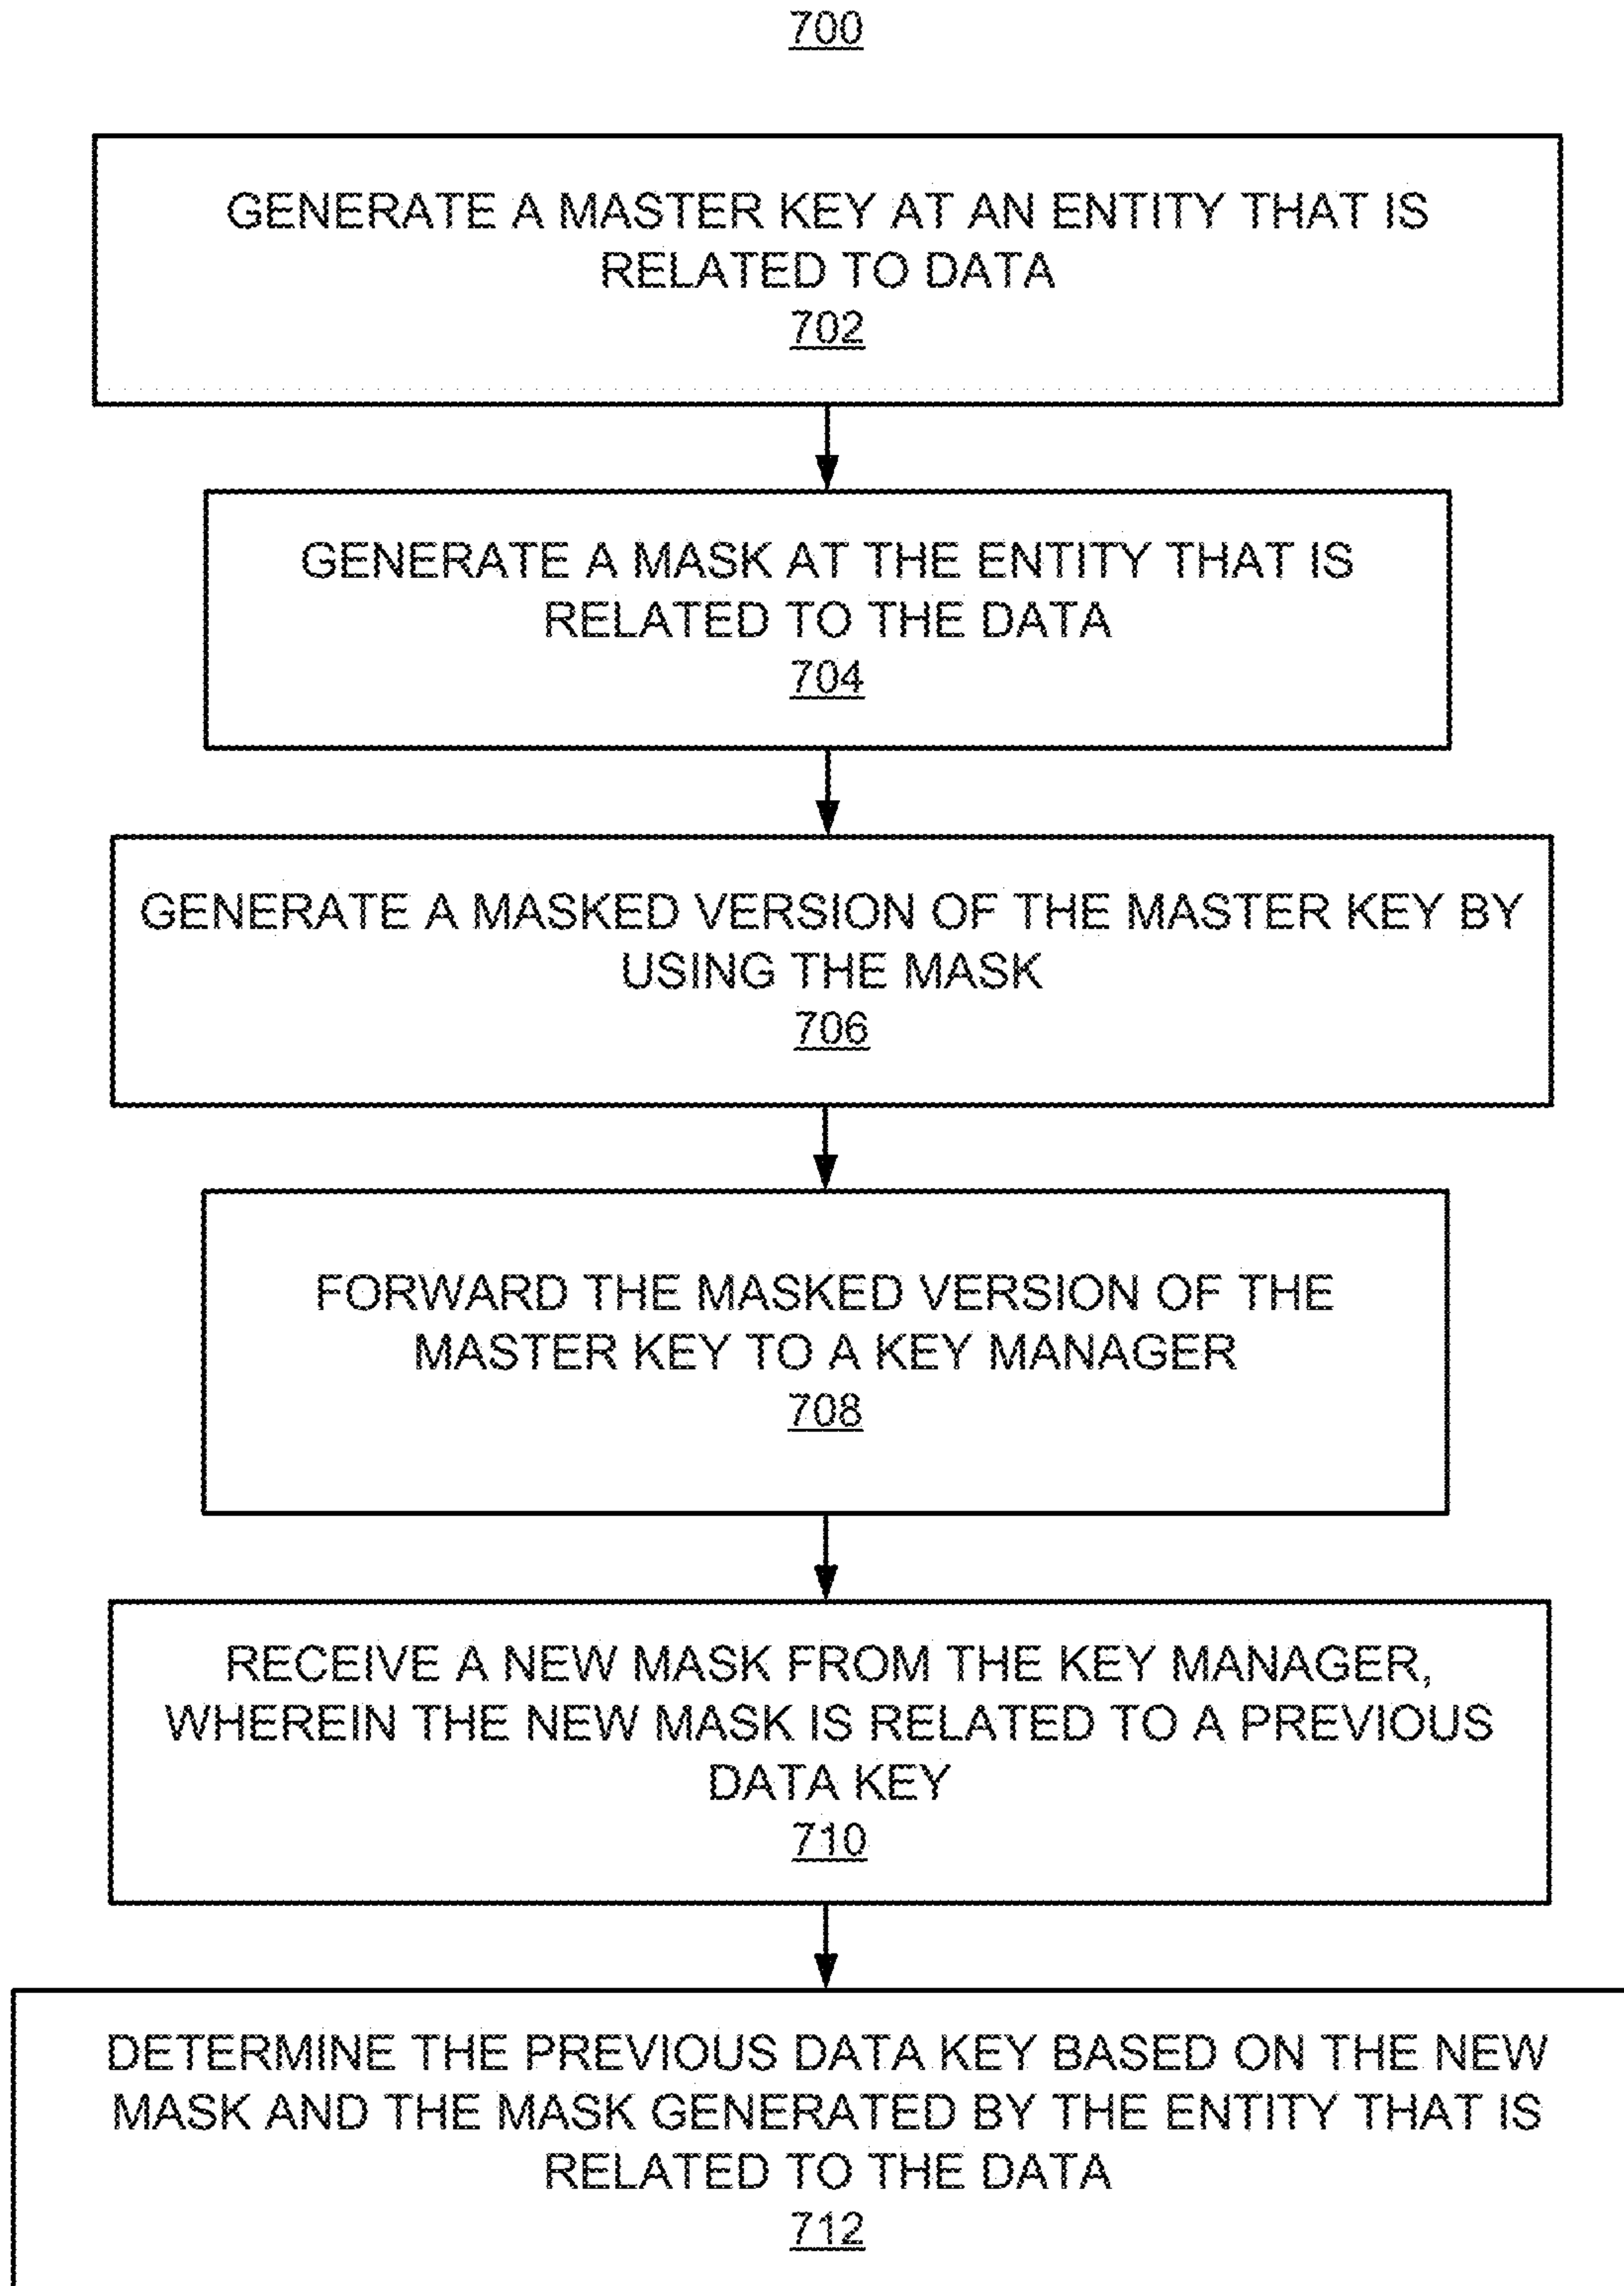 700
GENERATE A MASTER KEY AT AN ENTITY THAT IS
RELATED TO DATA
702
GENERATE A MASK AT THE ENTITY THAT IS
RELATED TO THE DATA
704
GENERATE A MASKED VERSION OF THE MASTER KEY BY
USING THE MASK
706
FORWARD THE MASKED VERSION OF THE
MASTER KEY TO A KEY MANAGER
708
RECEIVE A NEW MASK FROM THE KEY MANAGER,
WHEREIN THE NEW MASK IS RELATED TO A PREVIOUS
DATA KEY
710
DETERMINE THE PREVIOUS DATA KEY BASED ON THE NEW
MASK AND THE MASK GENERATED BY THE ENTITY THAT IS
RELATED TO THE DATA
712